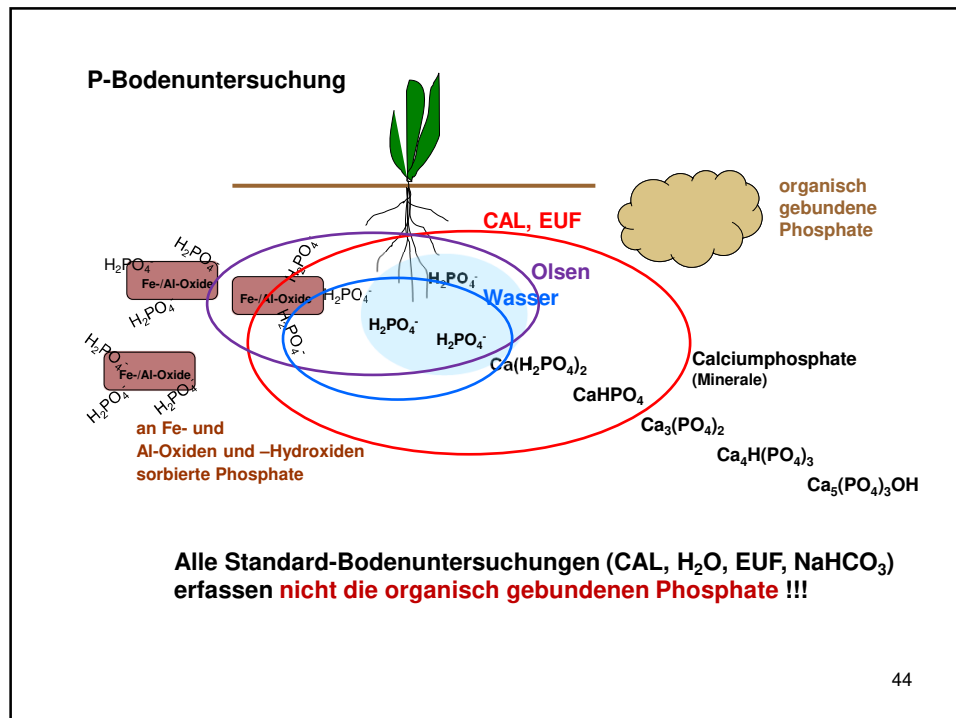 P-Bodenuntersuchung
organisch
gebundene
Phosphate
CAL, EUF
Olsen
Wasser
H₂PO₄⁻
H₂PO₄⁻
H₂PO₄
H₂PO₄⁻
Fe-/Al-Oxide
Fe-/Al-Oxide
H₂PO₄⁻
H₂PO₄⁻
H₂PO₄⁻
H₂PO₄⁻
H₂PO₄⁻
H₂PO₄⁻
Ca(H₂PO₄)₂
Calciumphosphate
(Minerale)
H₂PO₄⁻
Fe-/Al-Oxide
H₂PO₄⁻
H₂PO₄⁻
CaHPO₄
an Fe- und
Al-Oxiden und –Hydroxiden
sorbierte Phosphate
Ca₃(PO₄)₂
Ca₄H(PO₄)₃
Ca₅(PO₄)₃OH
Alle Standard-Bodenuntersuchungen (CAL, H₂O, EUF, NaHCO₃)
erfassen nicht die organisch gebundenen Phosphate !!!
44